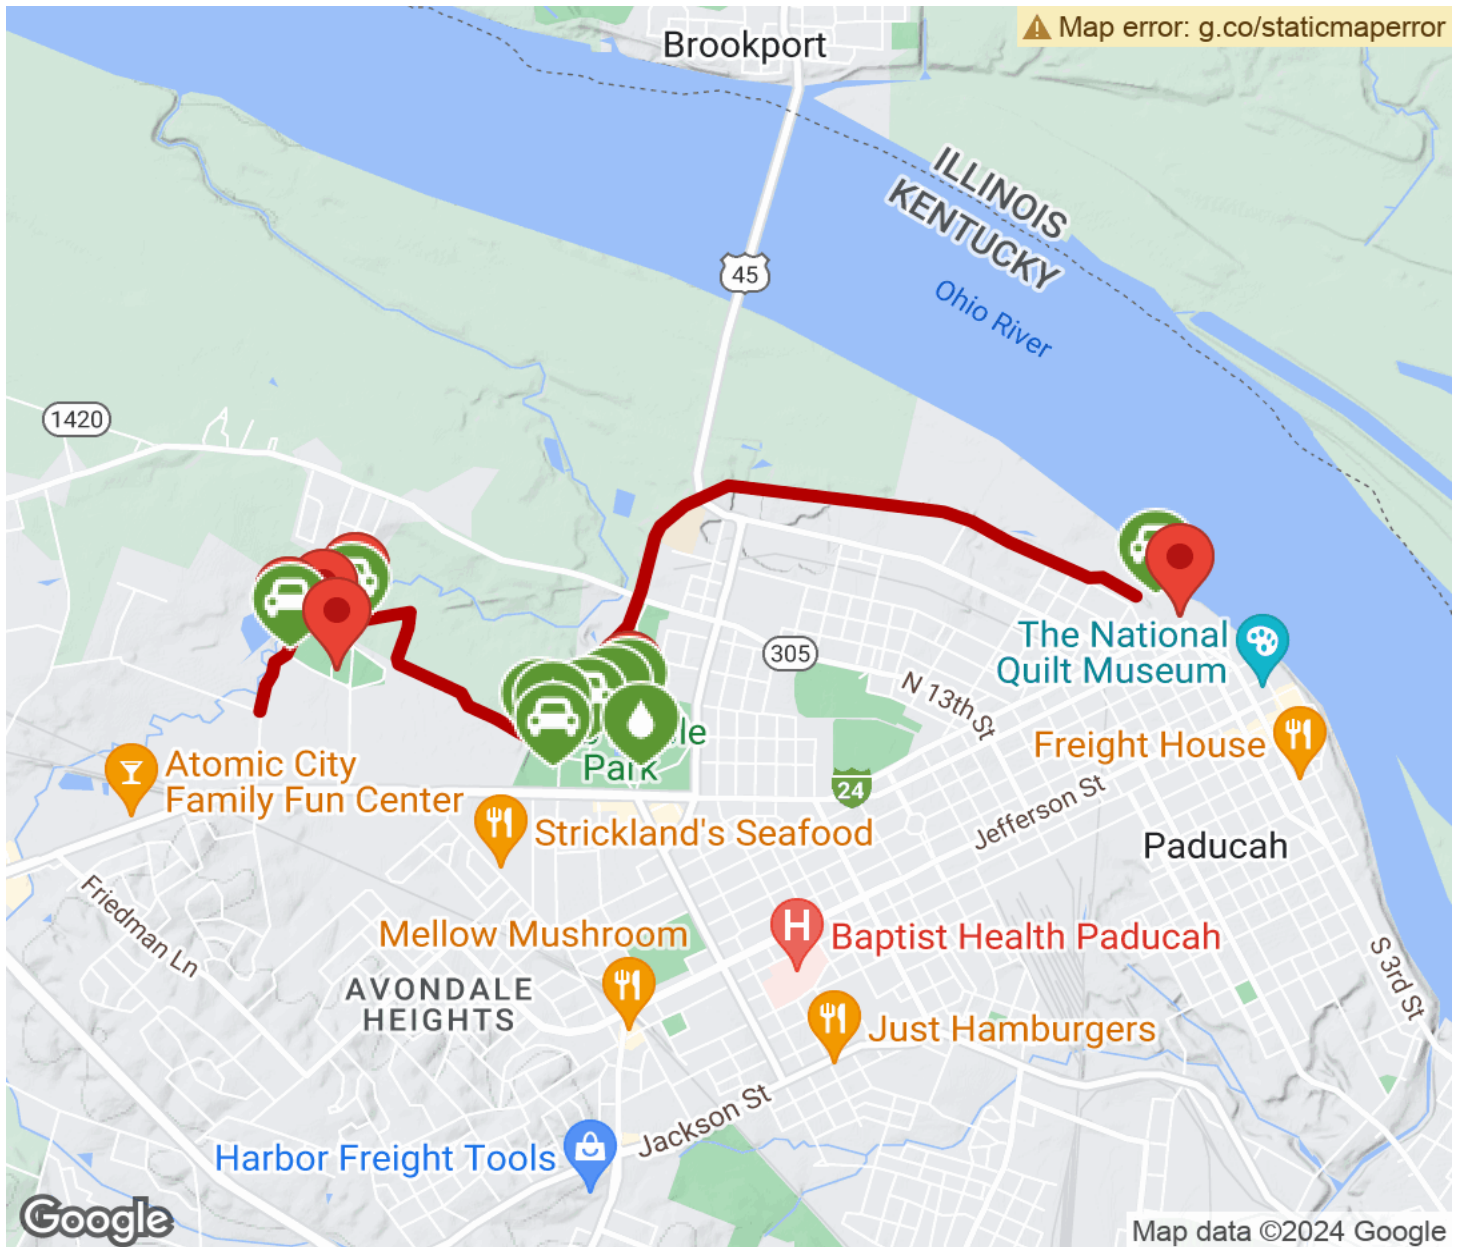 Map error: g.co/staticmaperror
Brookport
ILLINOIS
KENTUCKY
45
Ohio River
1420
305
The National
Quilt Museum
N 13th St
Park
Freight House
Atomic City
Family Fun Center
24
Jefferson St
Strickland's Seafood
Paducah
Friedman Ln
Mellow Mushroom
H
Baptist Health Paducah
AVONDALE
HEIGHTS
S 3rd St
Just Hamburgers
Jackson St
Harbor Freight Tools
Google
Map data ©2024 Google